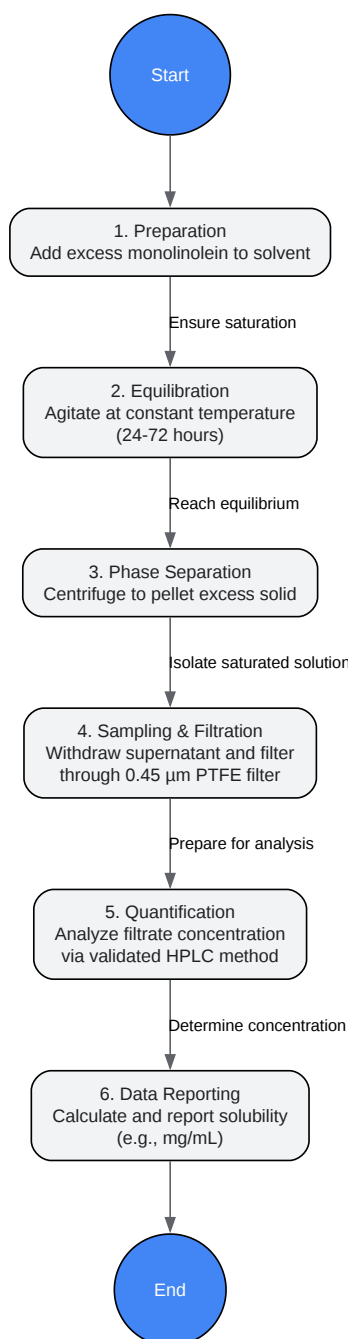 Start
1. Preparation
Add excess monolinolein to solvent
Ensure saturation
2. Equilibration
Agitate at constant temperature
(24-72 hours)
Reach equilibrium
3. Phase Separation
Centrifuge to pellet excess solid
Isolate saturated solution
4. Sampling & Filtration
Withdraw supernatant and filter
through 0.45 µm PTFE filter
Prepare for analysis
5. Quantification
Analyze filtrate concentration
via validated HPLC method
Determine concentration
6. Data Reporting
Calculate and report solubility
(e.g., mg/mL)
End